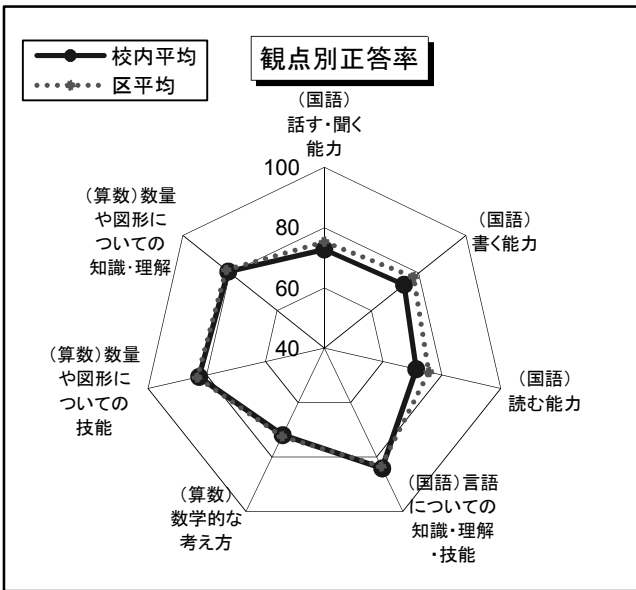 校内平均
区平均
観点別正答率
(国語)
話す・聞く
能力
100
80
60
40
(国語)
書く能力
(国語)
読む能力
(国語)言語
についての
知識・理解
・技能
(算数)
数学的な
考え方
(算数)数量
や図形に
ついての
技能
(算数)数量
や図形に
ついての
知識・理解